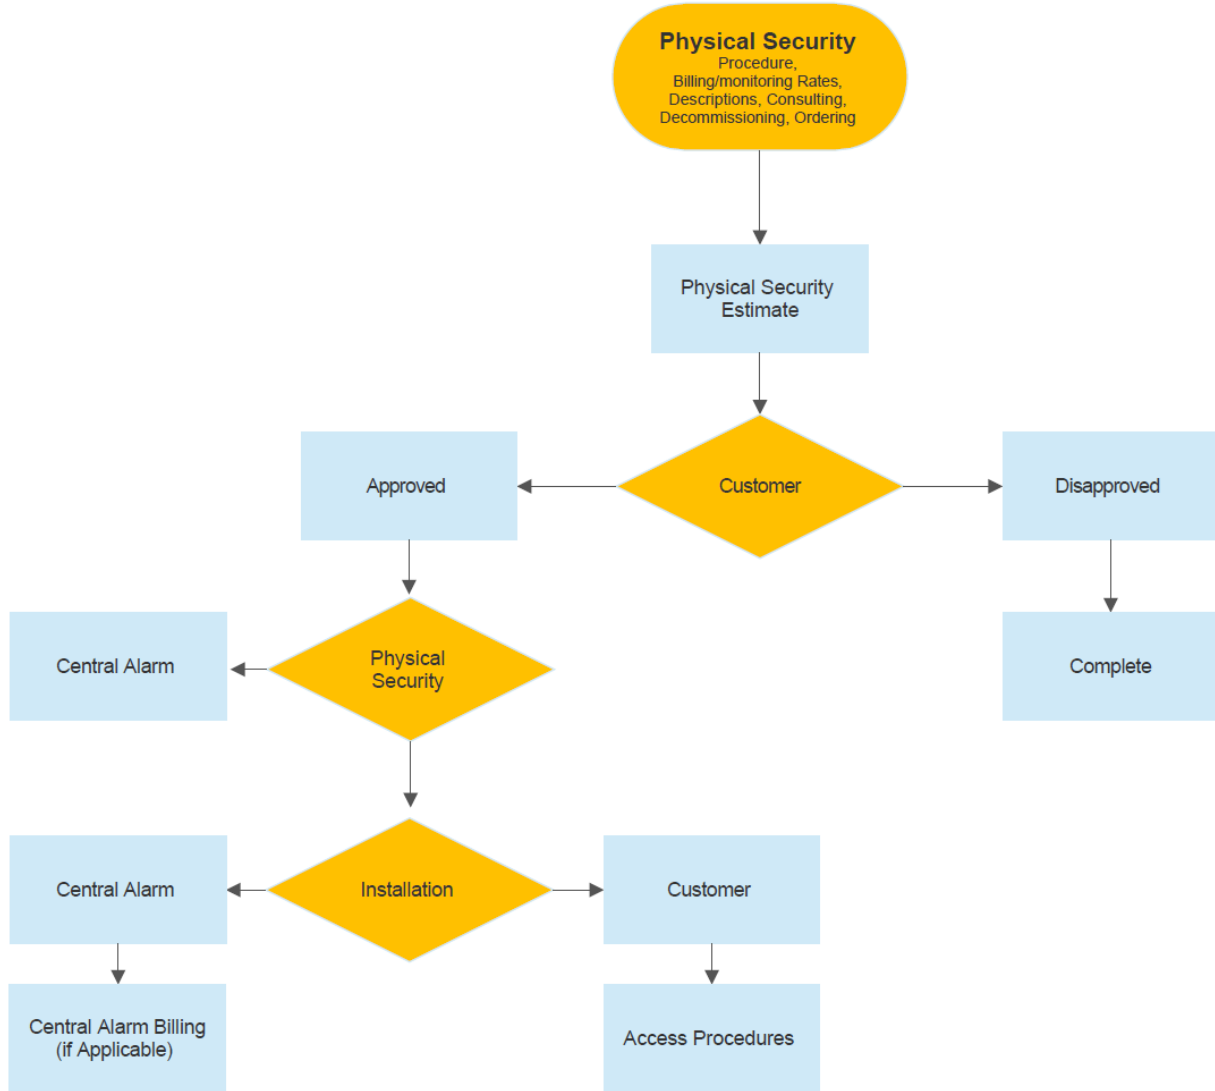 Physical Security
Procedure,
Billing/monitoring Rates,
Descriptions, Consulting,
Decommissioning, Ordering
Physical Security
Estimate
Approved
Customer
Disapproved
Central Alarm
Physical
Security
Complete
Central Alarm
Installation
Customer
Central Alarm Billing
(if Applicable)
Access Procedures